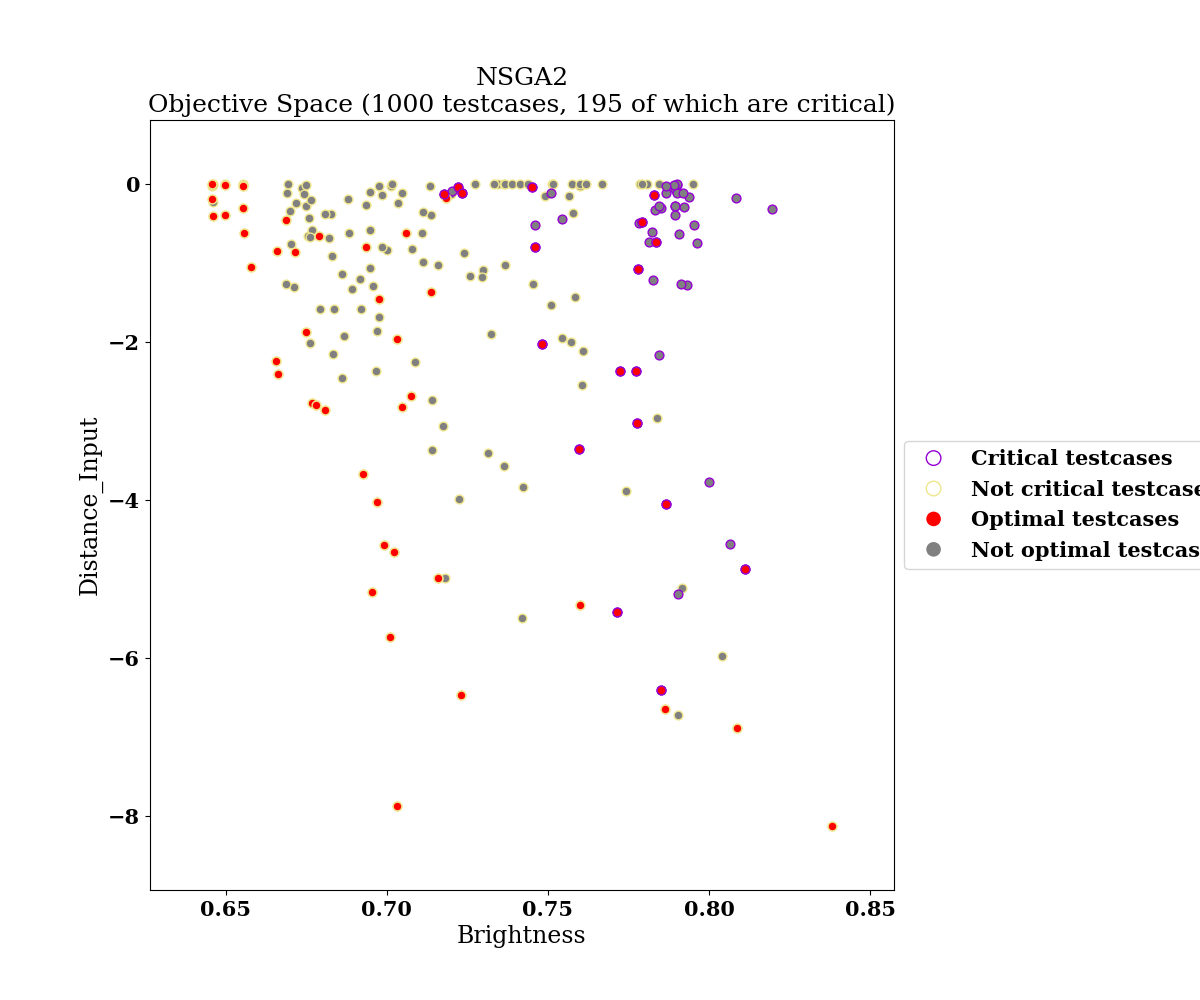 NSGA2
Objective Space (1000 testcases, 195 of which are critical)
0
−2
−4
−6
−8
Distance_Input
0.65 0.70 0.75 0.80 0.85
Brightness
Critical testcases
Not critical testcase
Optimal testcases
Not optimal testcas